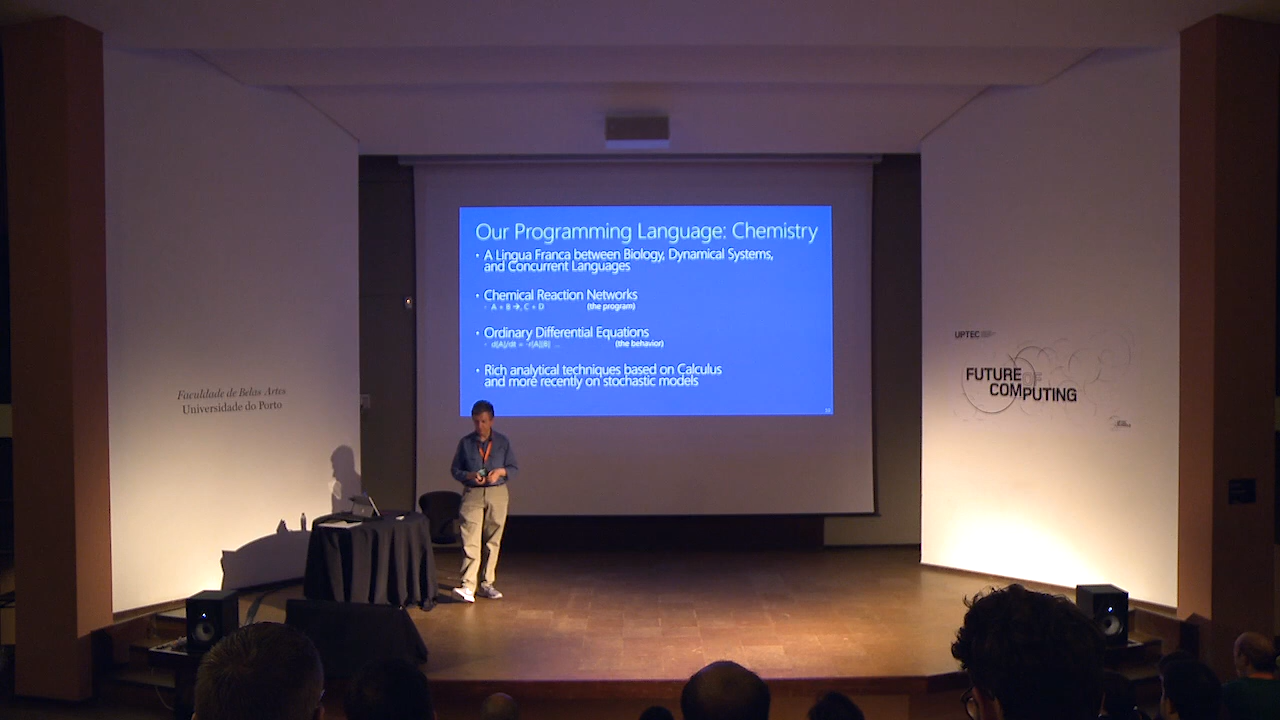 Our Programming Language: Chemistry
• A Lingua Franca between Biology, Dynamical Systems,
and Concurrent Languages
• Chemical Reaction Networks
• A + B → C + D (the program)
• Ordinary Differential Equations
• d[A]/dt = -r[A][B] ... (the behavior)
• Rich analytical techniques based on Calculus
and more recently on stochastic models
Faculdade de Belas Artes
Universidade do Porto
UPTEC
FUTURE OF
COMPUTING